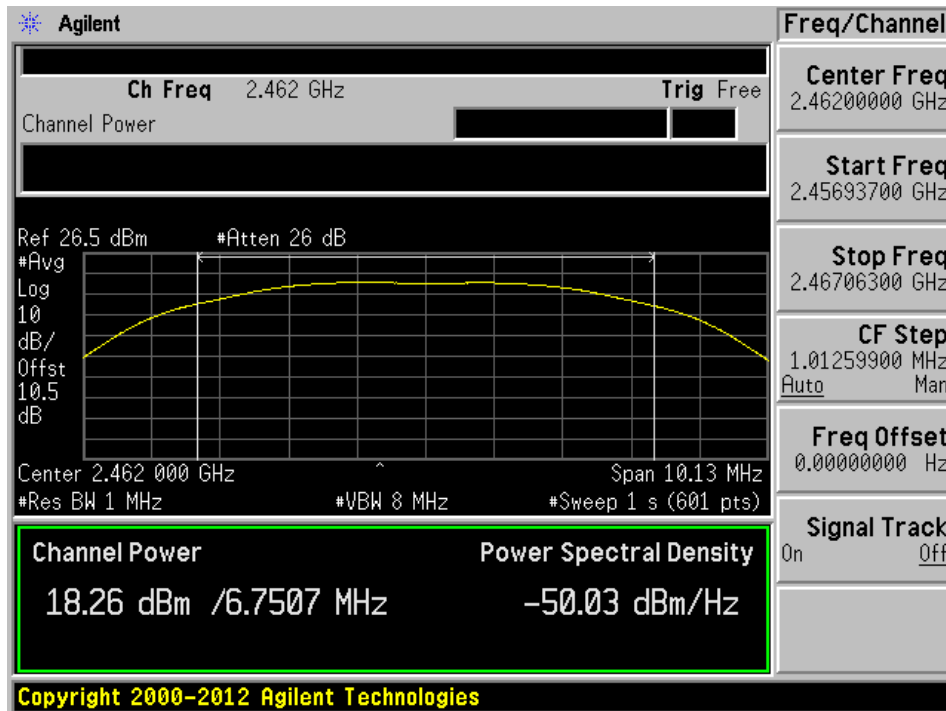 Agilent
Freq/Channel
Ch Freq 2.462 GHz Trig Free
Channel Power
Ref 26.5 dBm #Atten 26 dB
#Avg
Log
10
dB/
Offst
10.5
dB
Center 2.462 000 GHz ^ Span 10.13 MHz
#Res BW 1 MHz #VBW 8 MHz #Sweep 1 s (601 pts)
Channel Power Power Spectral Density
18.26 dBm /6.7507 MHz -50.03 dBm/Hz
Center Freq
2.46200000 GHz
Start Freq
2.45693700 GHz
Stop Freq
2.46706300 GHz
CF Step
1.01259900 MHz
Auto Man
Freq Offset
0.00000000 Hz
Signal Track
On Off
Copyright 2000-2012 Agilent Technologies